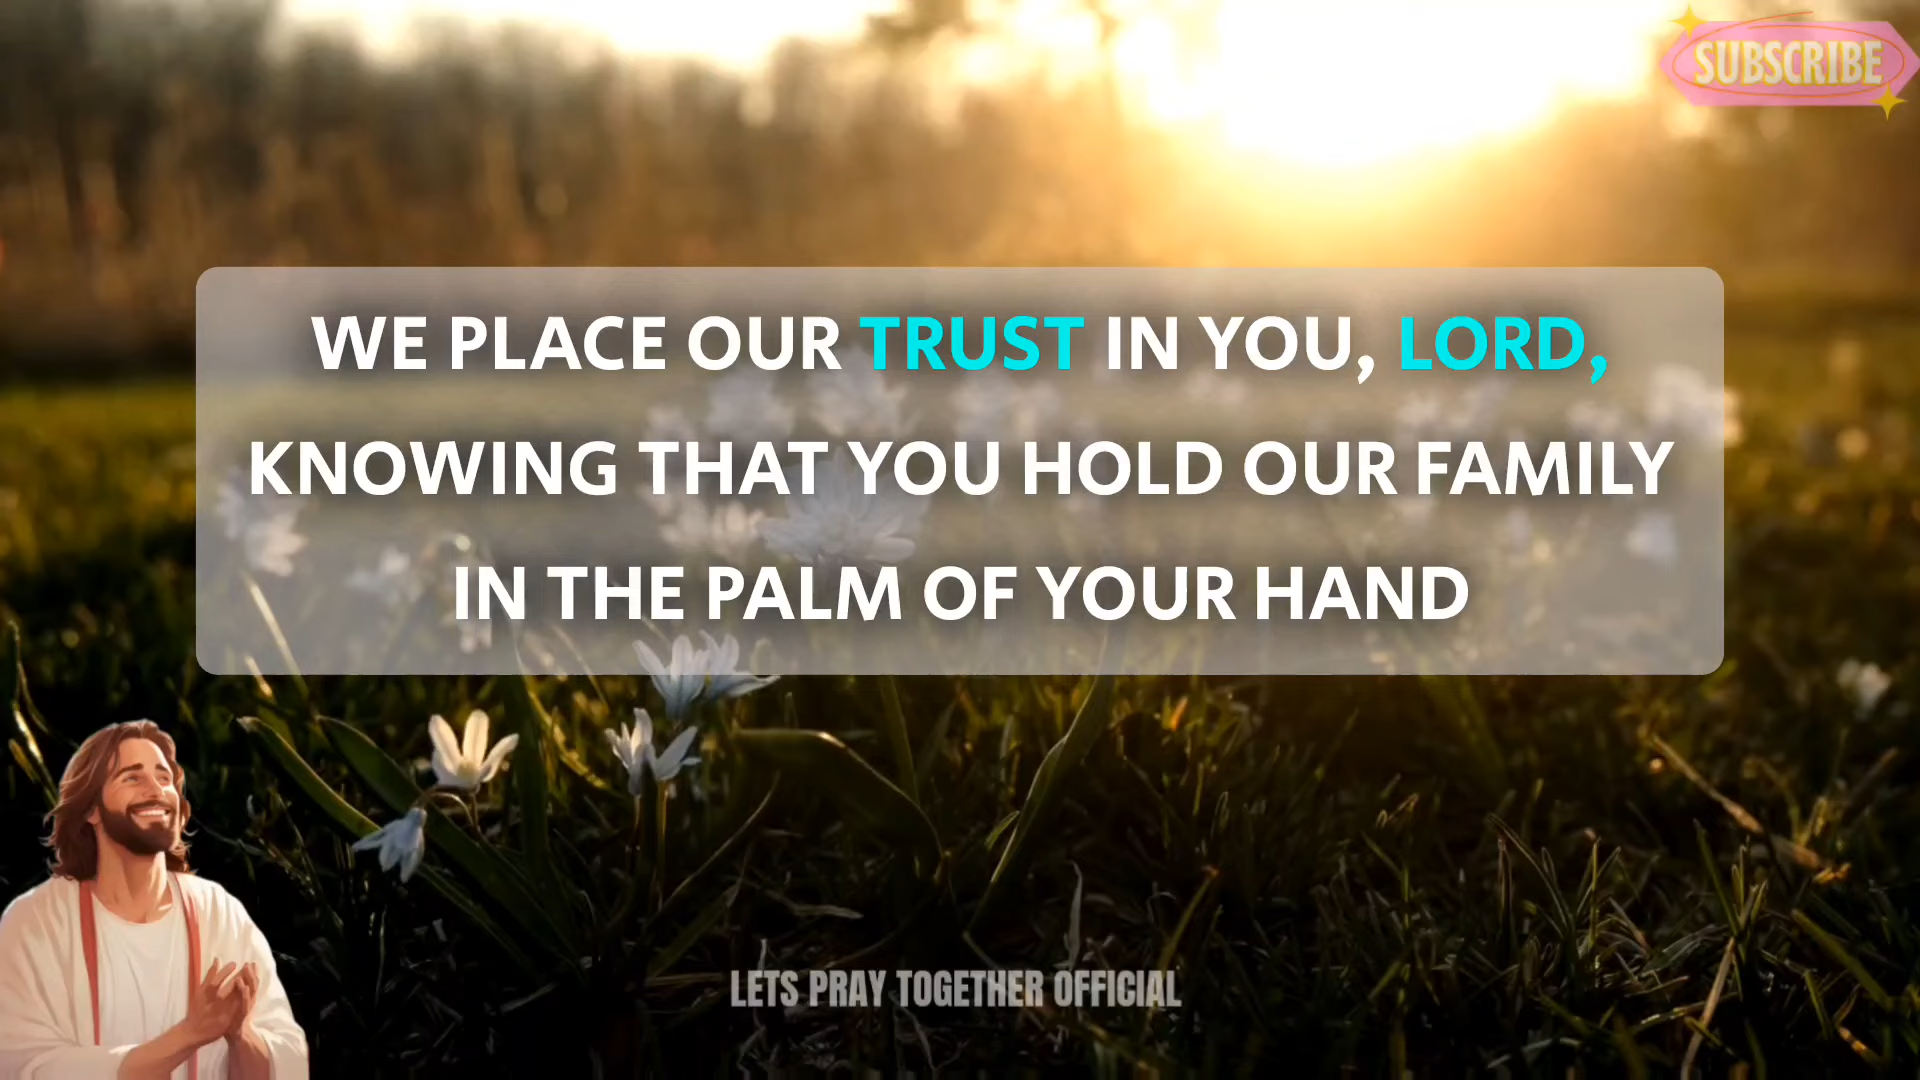 SUBSCRIBE
WE PLACE OUR TRUST IN YOU, LORD,
KNOWING THAT YOU HOLD OUR FAMILY
IN THE PALM OF YOUR HAND
LETS PRAY TOGETHER OFFICIAL